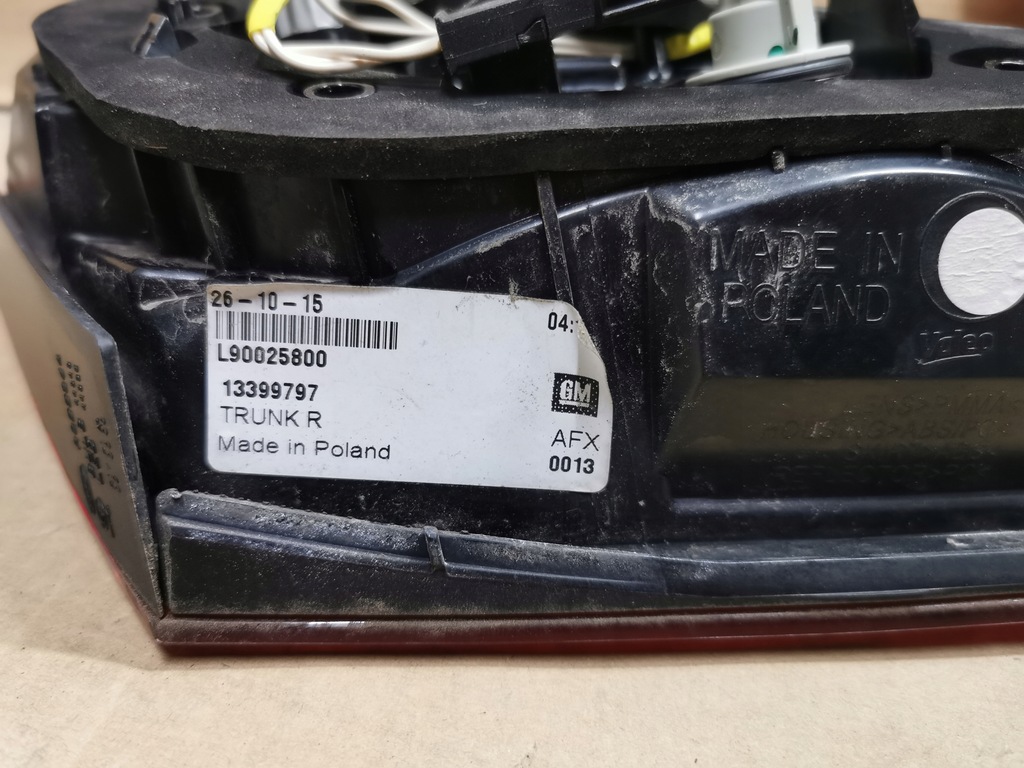 26-10-15
04:
L90025800
13399797
GM
TRUNK R
AFX
Made in Poland
0013
MADE IN
POLAND
Valeo